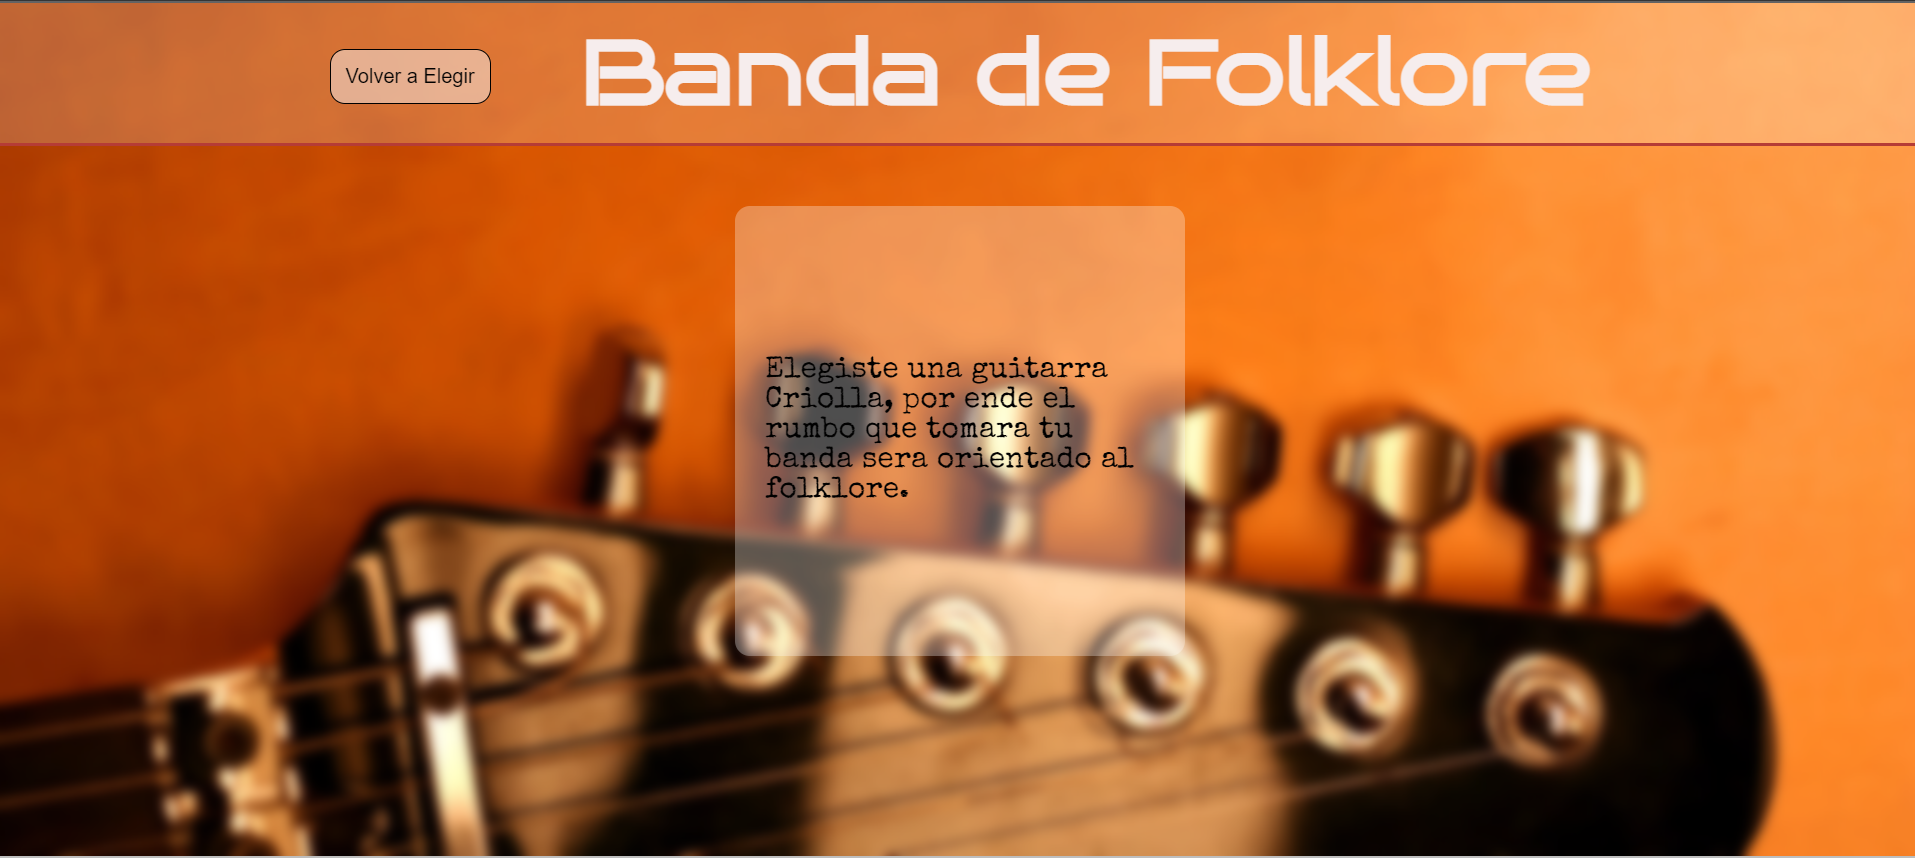 Volver a Elegir
Banda de Folklore
Elegiste una guitarra
Criolla, por ende el
rumbo que tomara tu
banda sera orientado al
folklore.